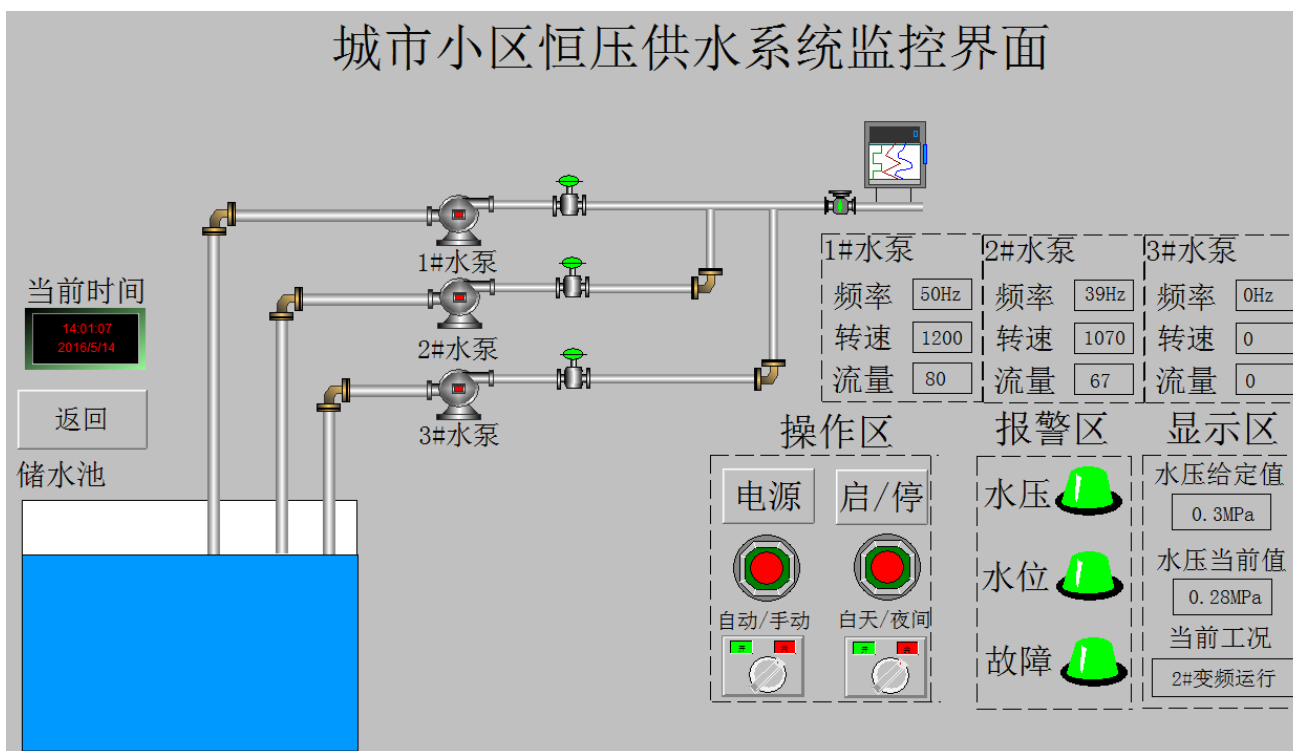 城市小区恒压供水系统监控界面
1#水泵
2#水泵
3#水泵
当前时间
14:01:07
2016/5/14
返回
储水池
1#水泵
频率 50Hz
转速 1200
流量 80
2#水泵
频率 39Hz
转速 1070
流量 67
3#水泵
频率 0Hz
转速 0
流量 0
操作区
电源
启/停
自动/手动
白天/夜间
报警区
水压
水位
故障
显示区
水压给定值
0.3MPa
水压当前值
0.28MPa
当前工况
2#变频运行